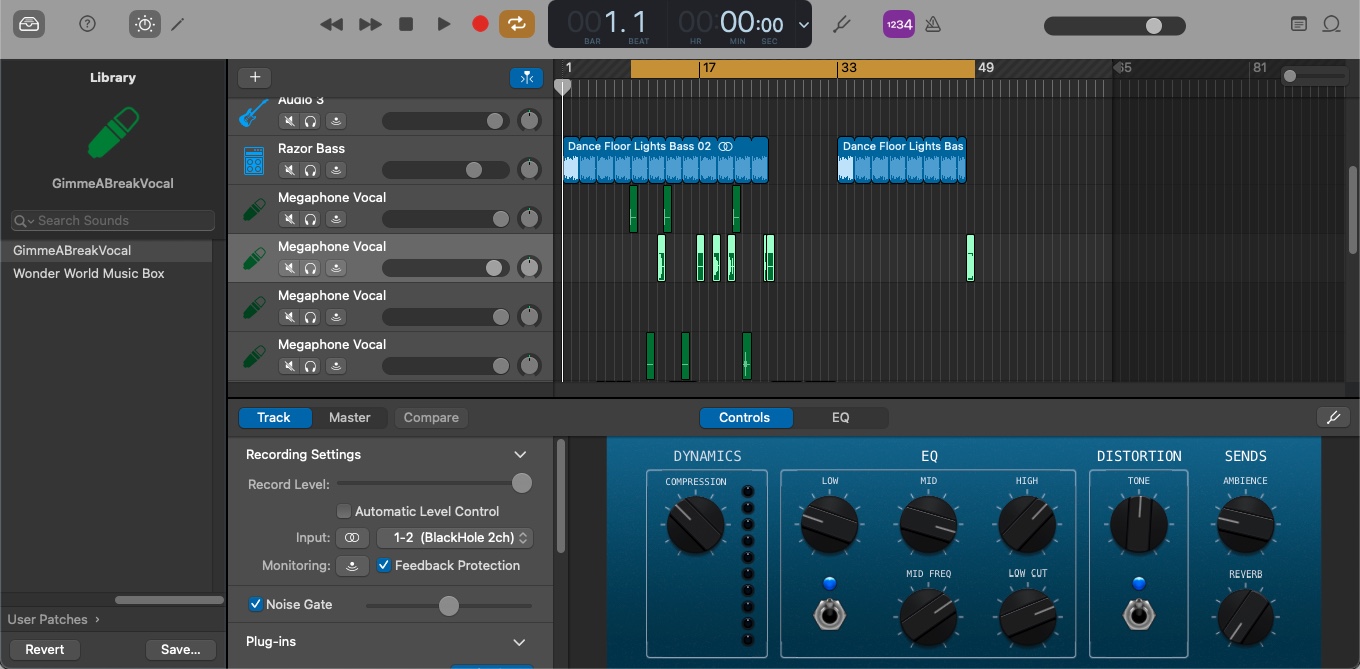 001.1 00:00:00
BAR BEAT HR MIN SEC
1234
Library
GimmeABreakVocal
Search Sounds
GimmeABreakVocal
Wonder World Music Box
User Patches
Revert Save...
1 17 33 49 65 81
Audio 3
Razor Bass
Dance Floor Lights Bass 02
Dance Floor Lights Bas
Megaphone Vocal
Megaphone Vocal
Megaphone Vocal
Megaphone Vocal
Track Master Compare Controls EQ
Recording Settings
Record Level:
Automatic Level Control
Input: 1-2 (BlackHole 2ch)
Monitoring: Feedback Protection
Noise Gate
Plug-ins
DYNAMICS EQ DISTORTION SENDS
COMPRESSION LOW MID HIGH TONE AMBIENCE
MID FREQ LOW CUT REVERB